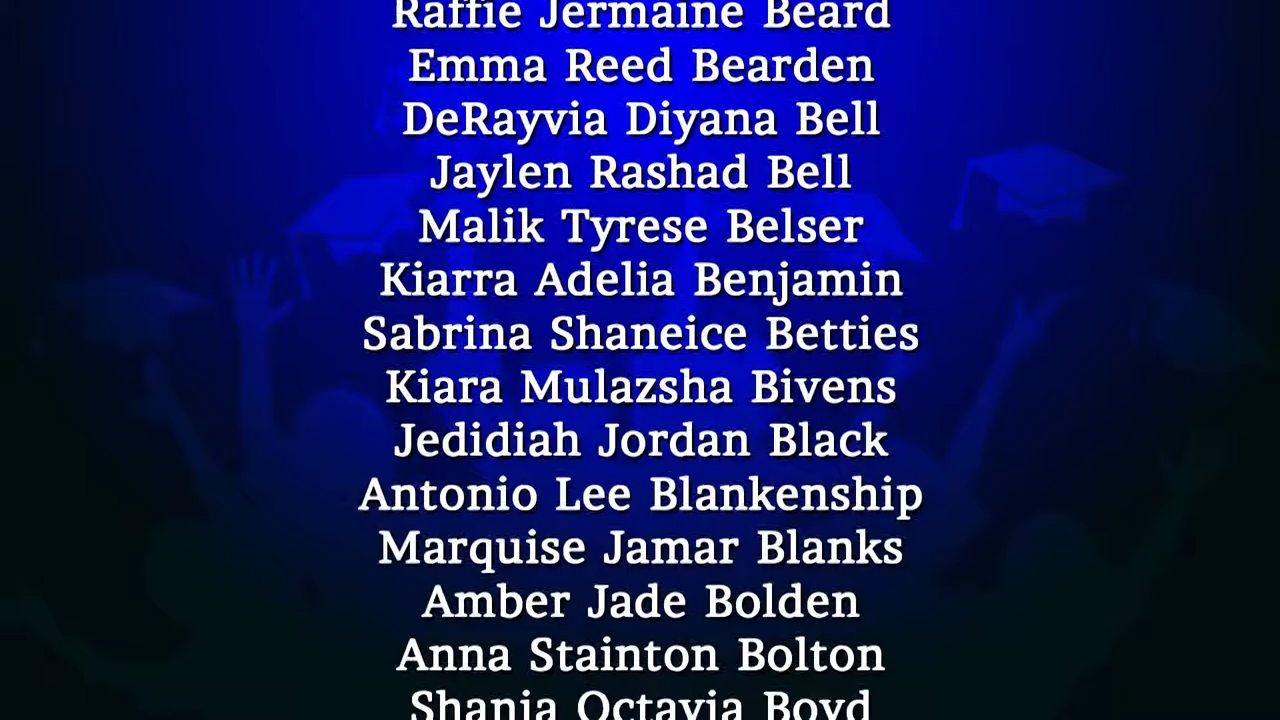 Raffie Jermaine Beard
Emma Reed Bearden
DeRayvia Diyana Bell
Jaylen Rashad Bell
Malik Tyrese Belser
Kiarra Adelia Benjamin
Sabrina Shaneice Betties
Kiara Mulazsha Bivens
Jedidiah Jordan Black
Antonio Lee Blankenship
Marquise Jamar Blanks
Amber Jade Bolden
Anna Stainton Bolton
Shania Octavia Boyd